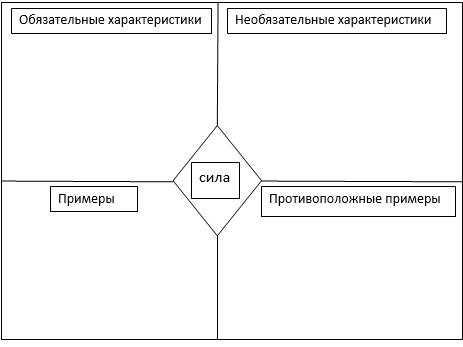 Обязательные характеристики
Необязательные характеристики
сила
Примеры
Противоположные примеры